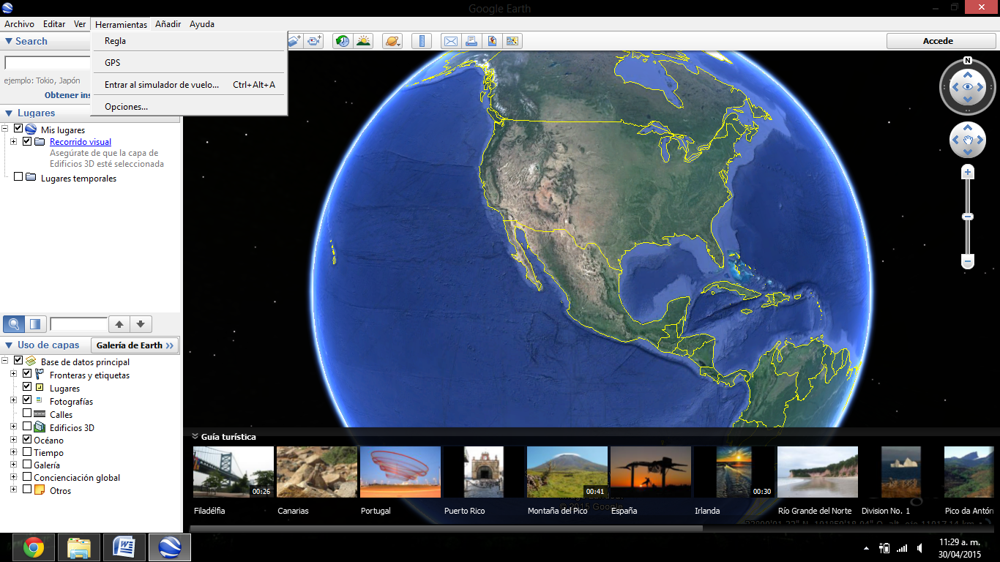 Google Earth
Archivo Editar Ver Herramientas Añadir Ayuda
Regla
GPS
Entrar al simulador de vuelo... Ctrl+Alt+A
Opciones...
Accede
Search
ejemplo: Tokio, Japón
Obtener ins
Lugares
Mis lugares
Recorrido visual
Asegúrate de que la capa de
Edificios 3D esté seleccionada
Lugares temporales
Uso de capas Galería de Earth »
Base de datos principal
Fronteras y etiquetas
Lugares
Fotografías
Calles
Edificios 3D
Océano
Tiempo
Galería
Concienciación global
Otros
N
Guía turística
00:26 00:41 00:30
Filadélfia Canarias Portugal Puerto Rico Montaña del Pico España Irlanda Río Grande del Norte Division No. 1 Pico da Antón
© 2015 Google
11:29 a. m.
30/04/2015